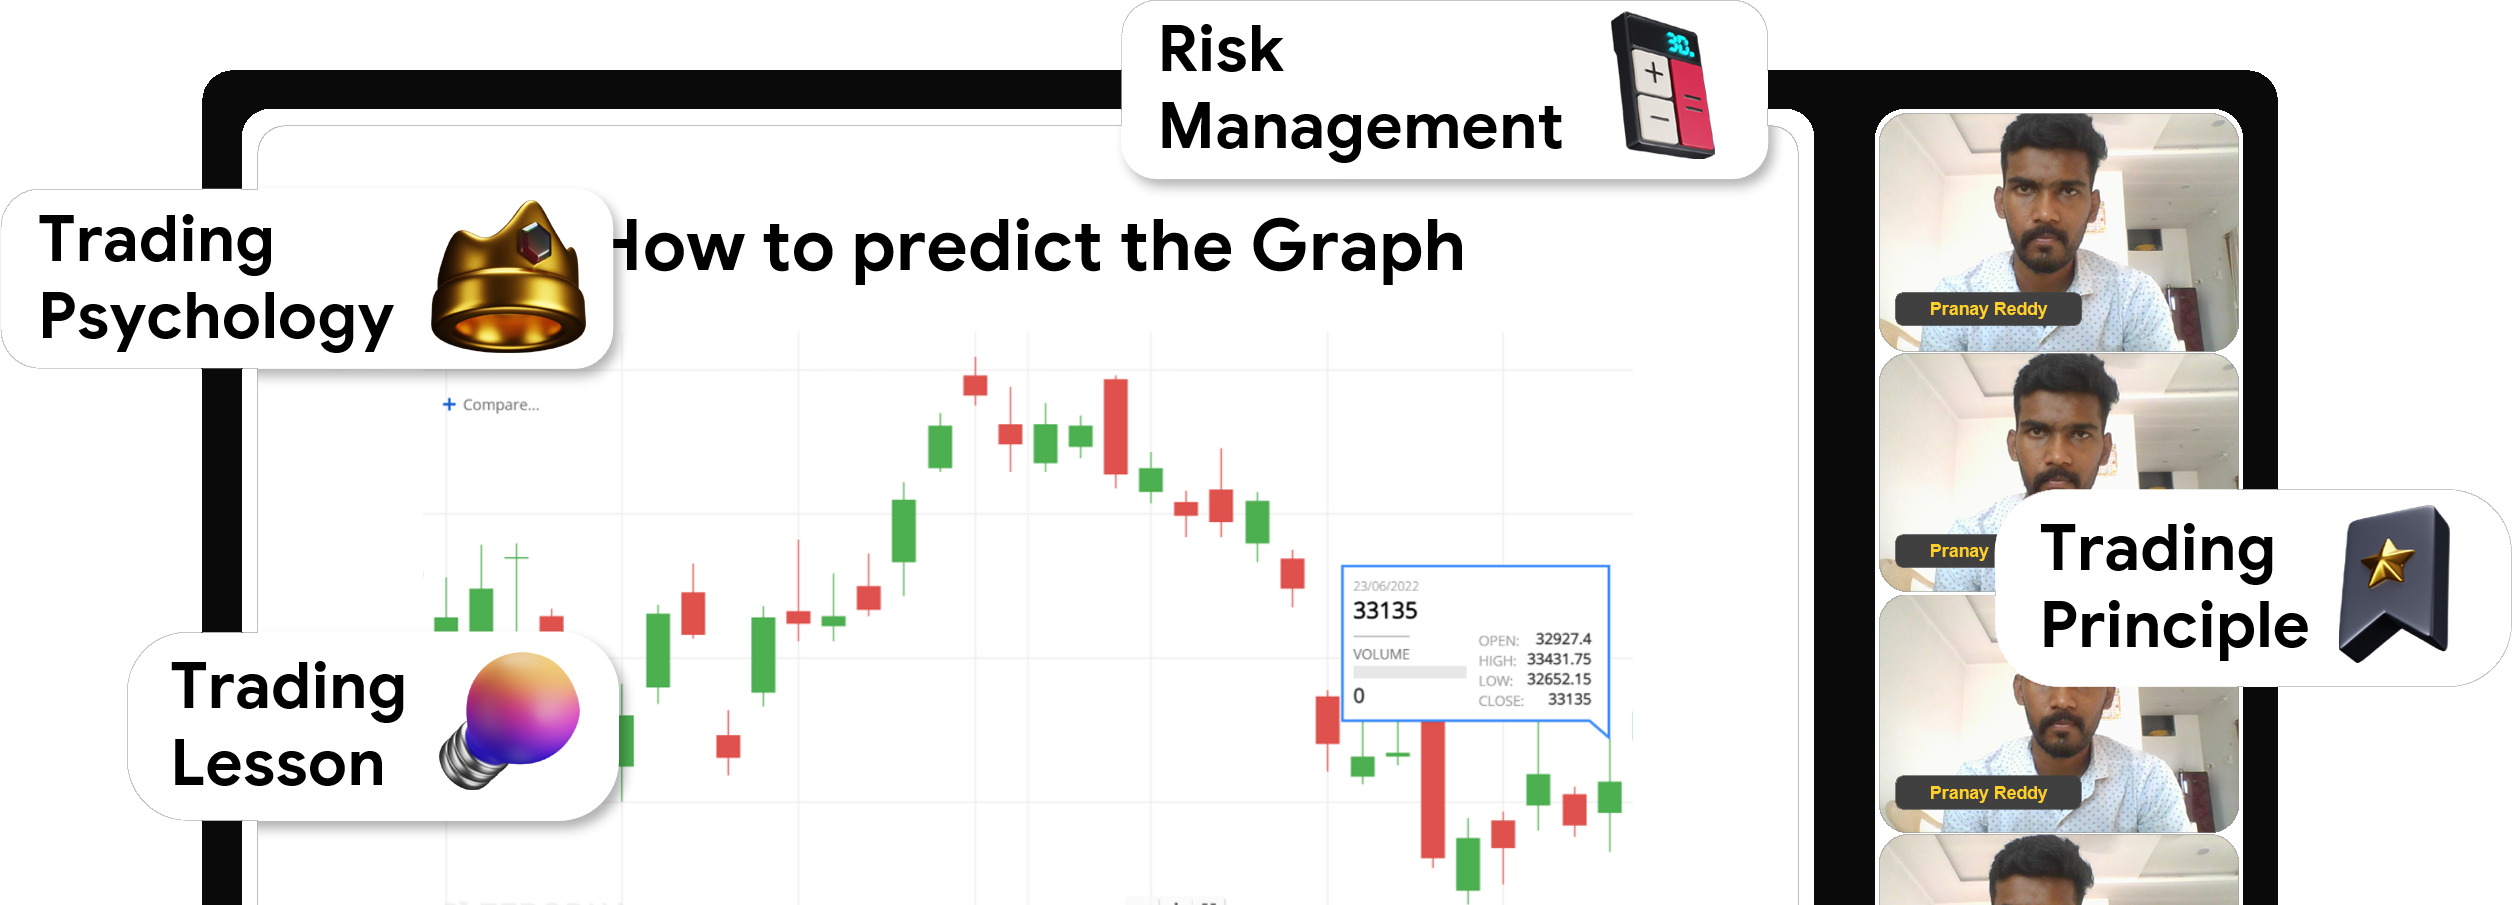 Risk
Management
Trading
Psychology
How to predict the Graph
+ Compare...
Pranay Reddy
Pranay
Trading
Principle
23/06/2022
33135
VOLUME
0
OPEN: 32927.4
HIGH: 33431.75
LOW: 32652.15
CLOSE: 33135
Trading
Lesson
Pranay Reddy